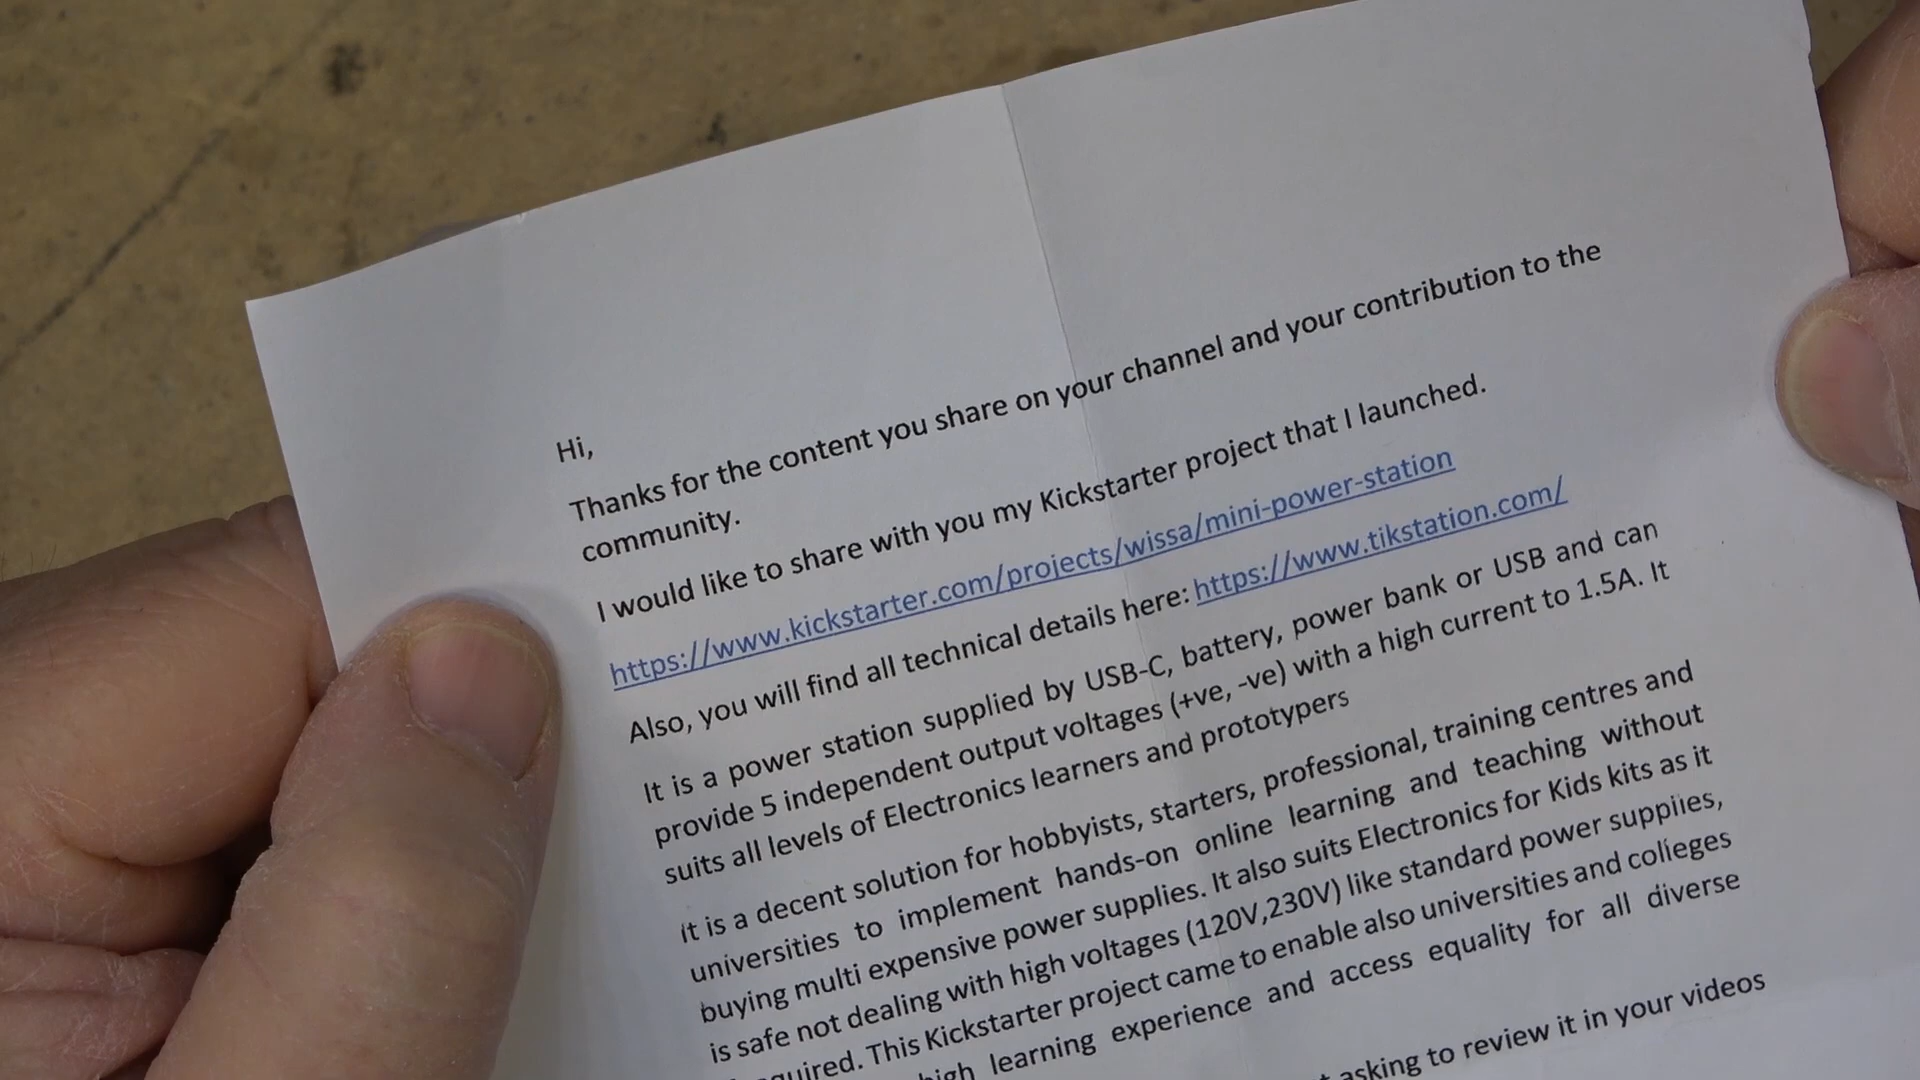 Hi,
Thanks for the content you share on your channel and your contribution to the
community.
I would like to share with you my Kickstarter project that I launched.
https://www.kickstarter.com/projects/wissa/mini-power-station
Also, you will find all technical details here: https://www.tikstation.com/
It is a power station supplied by USB-C, battery, power bank or USB and can
provide 5 independent output voltages (+ve, -ve) with a high current to 1.5A. It
suits all levels of Electronics learners and prototypers
It is a decent solution for hobbyists, starters, professional, training centres and
universities to implement hands-on online learning and teaching without
buying multi expensive power supplies. It also suits Electronics for Kids kits as it
is safe not dealing with high voltages (120V,230V) like standard power supplies,
This Kickstarter project came to enable also universities and colleges
high learning experience and access equality for all diverse
asking to review it in your videos